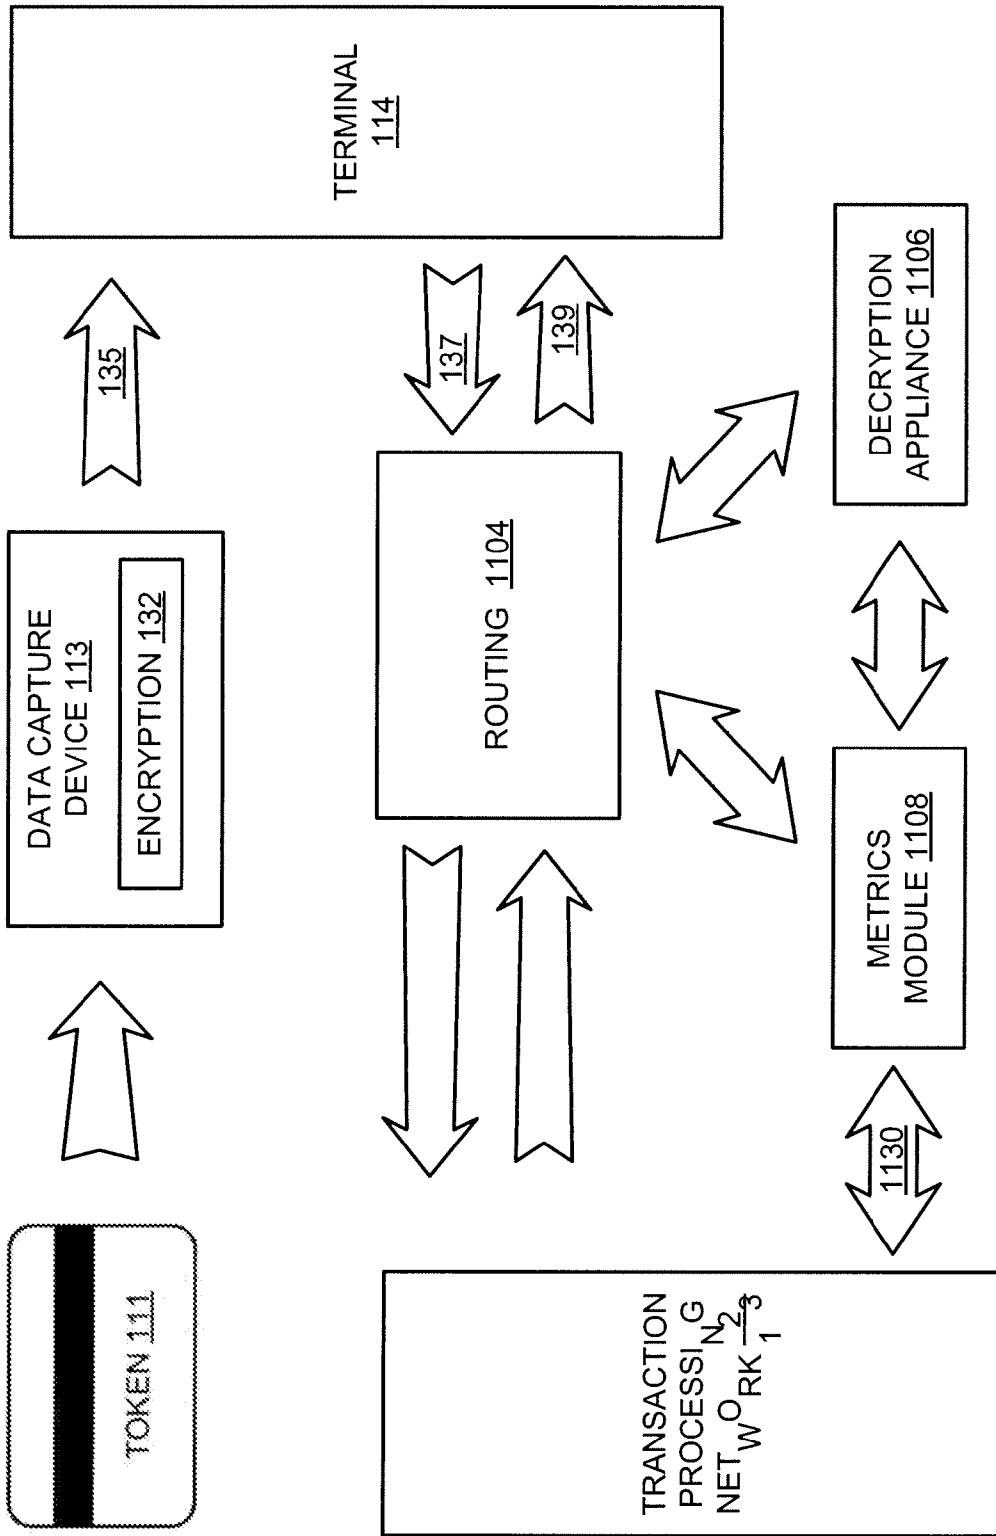 TOKEN 111
DATA CAPTURE
DEVICE 113
ENCRYPTION 132
135
TERMINAL
114
137
139
ROUTING 1104
TRANSACTION
PROCESSING
NETWORK 123
1130
METRICS
MODULE 1108
DECRYPTION
APPLIANCE 1106